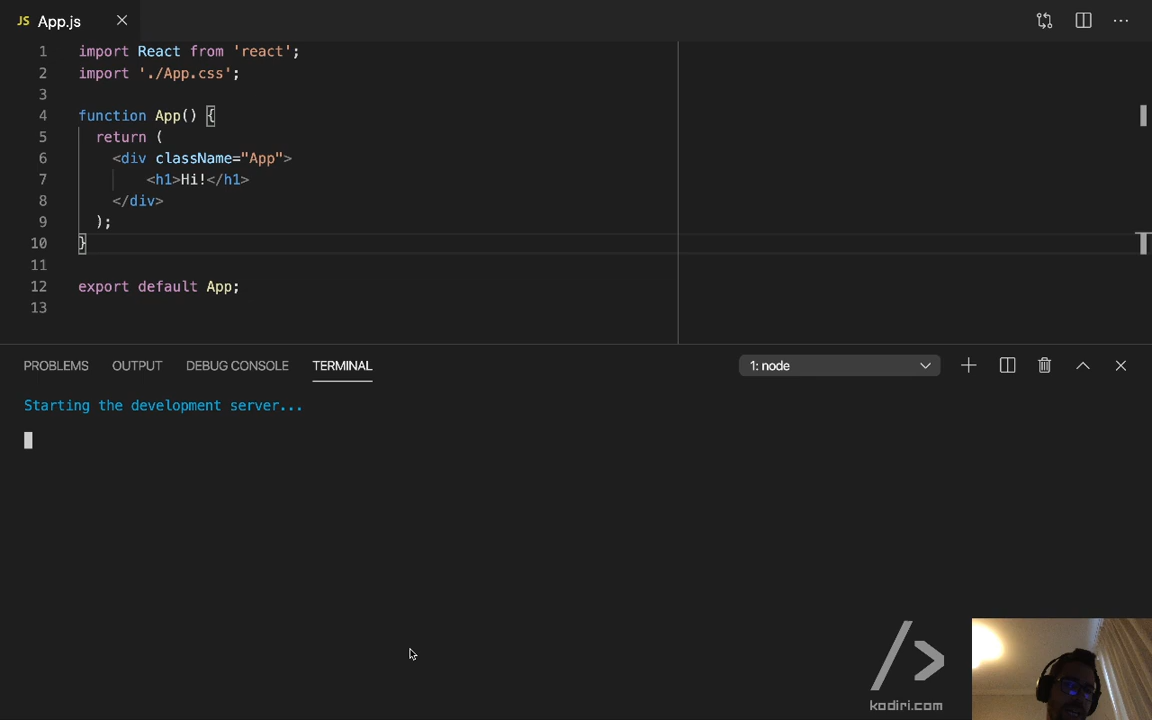 JS App.js
1 import React from 'react';
2 import './App.css';
3
4 function App() {
5 return (
6 <div className="App">
7 <h1>Hi!</h1>
8 </div>
9 );
10 }
11
12 export default App;
13
PROBLEMS OUTPUT DEBUG CONSOLE TERMINAL 1: node
Starting the development server...
/>
kodiri.com